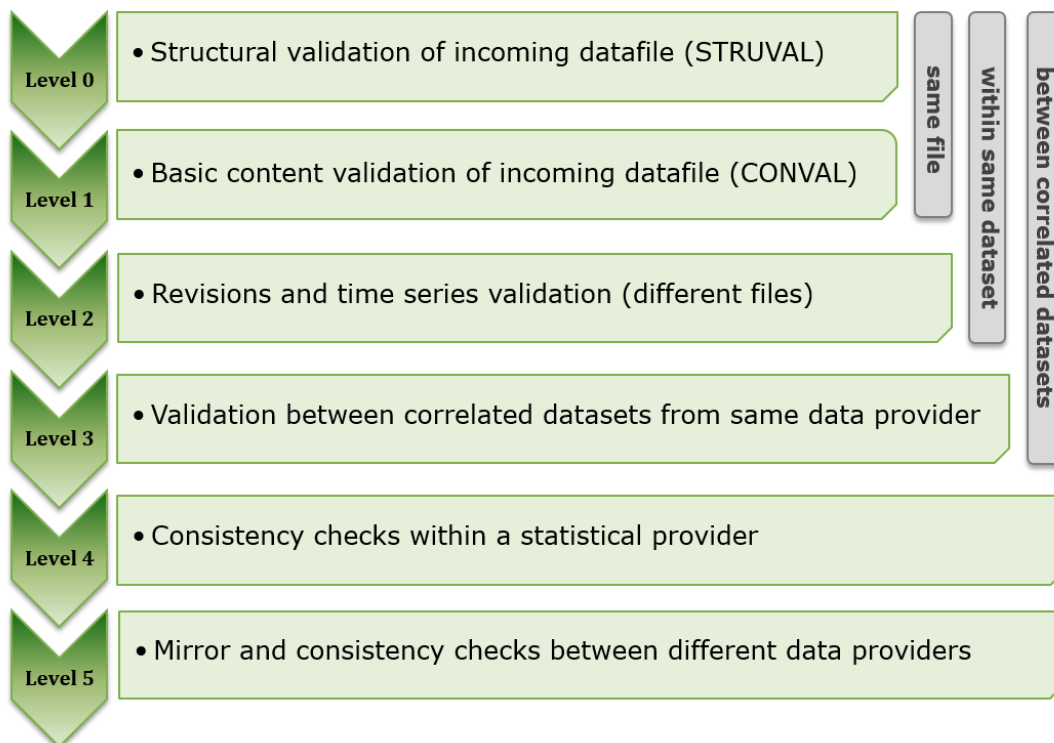 Level 0
• Structural validation of incoming datafile (STRUVAL)
Level 1
• Basic content validation of incoming datafile (CONVAL)
Level 2
• Revisions and time series validation (different files)
Level 3
• Validation between correlated datasets from same data provider
Level 4
• Consistency checks within a statistical provider
Level 5
• Mirror and consistency checks between different data providers
same file
within same dataset
between correlated datasets